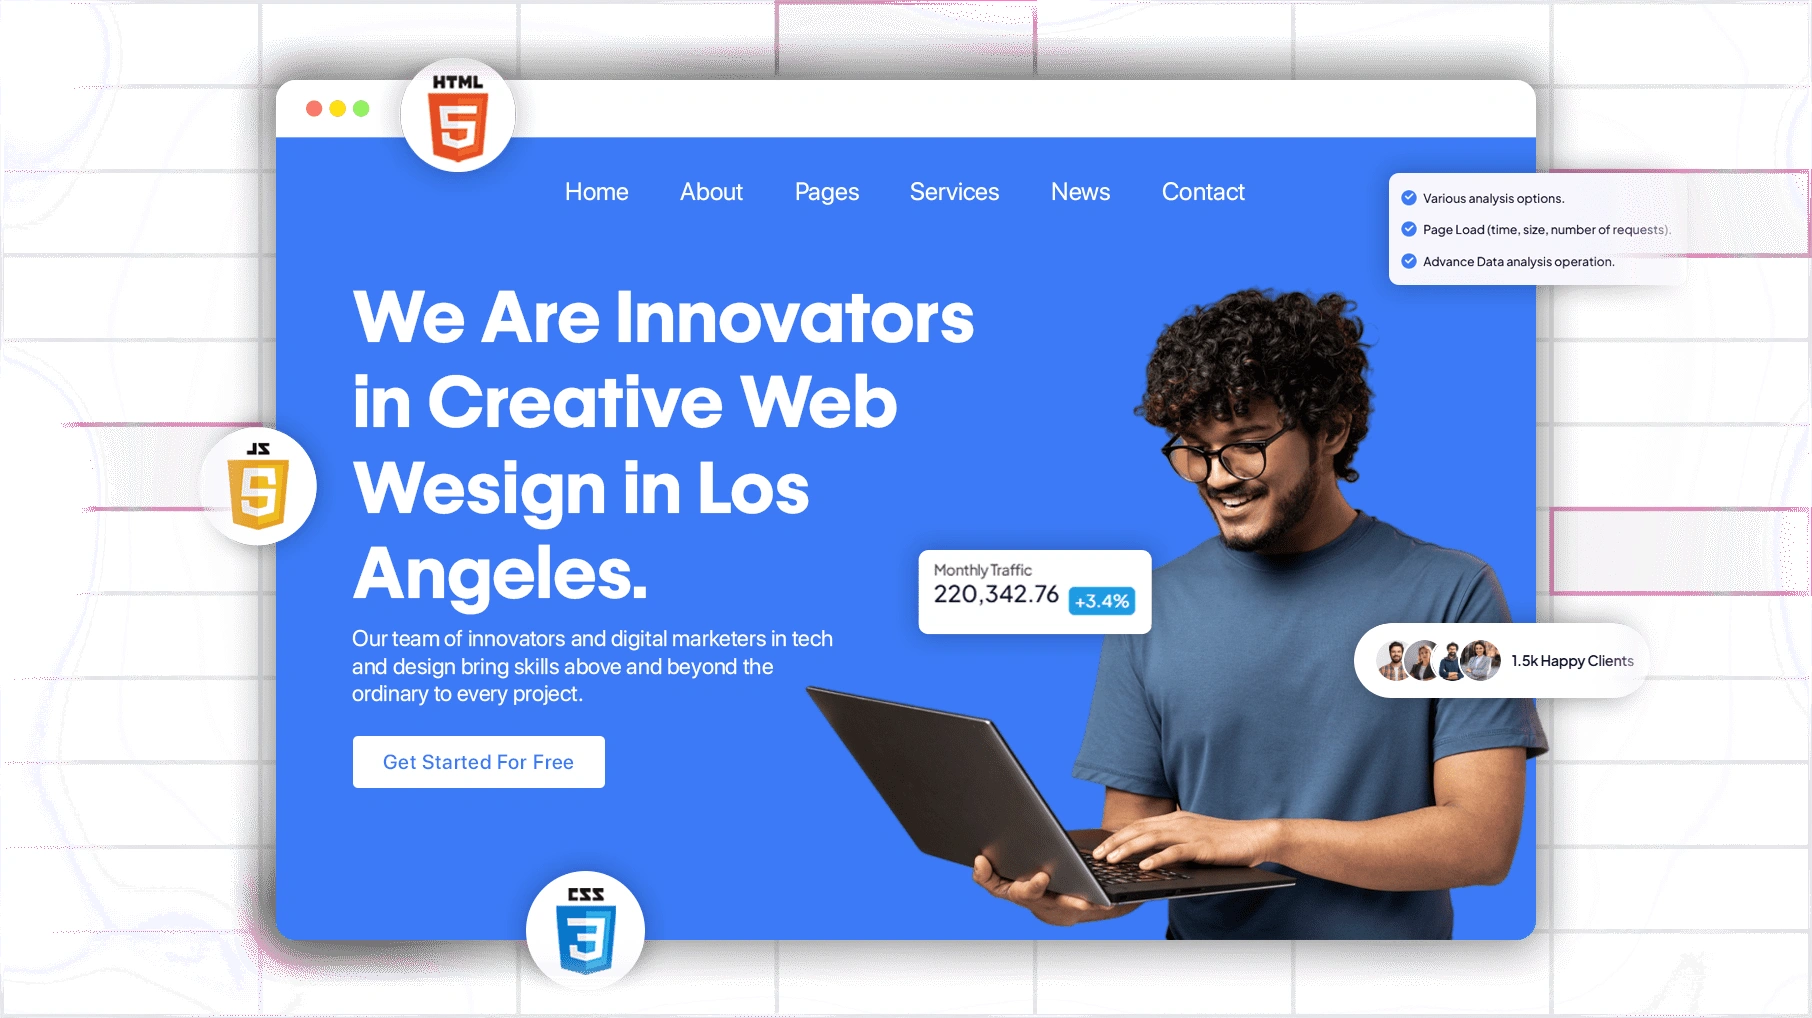 HTML
5
Home About Pages Services News Contact
Various analysis options.
Page Load (time, size, number of requests).
Advance Data analysis operation.
We Are Innovators
in Creative Web
Wesign in Los
Angeles.
JS
5
Monthly Traffic
220,342.76 +3.4%
Our team of innovators and digital marketers in tech
and design bring skills above and beyond the
ordinary to every project.
1.5k Happy Clients
Get Started For Free
CSS
3